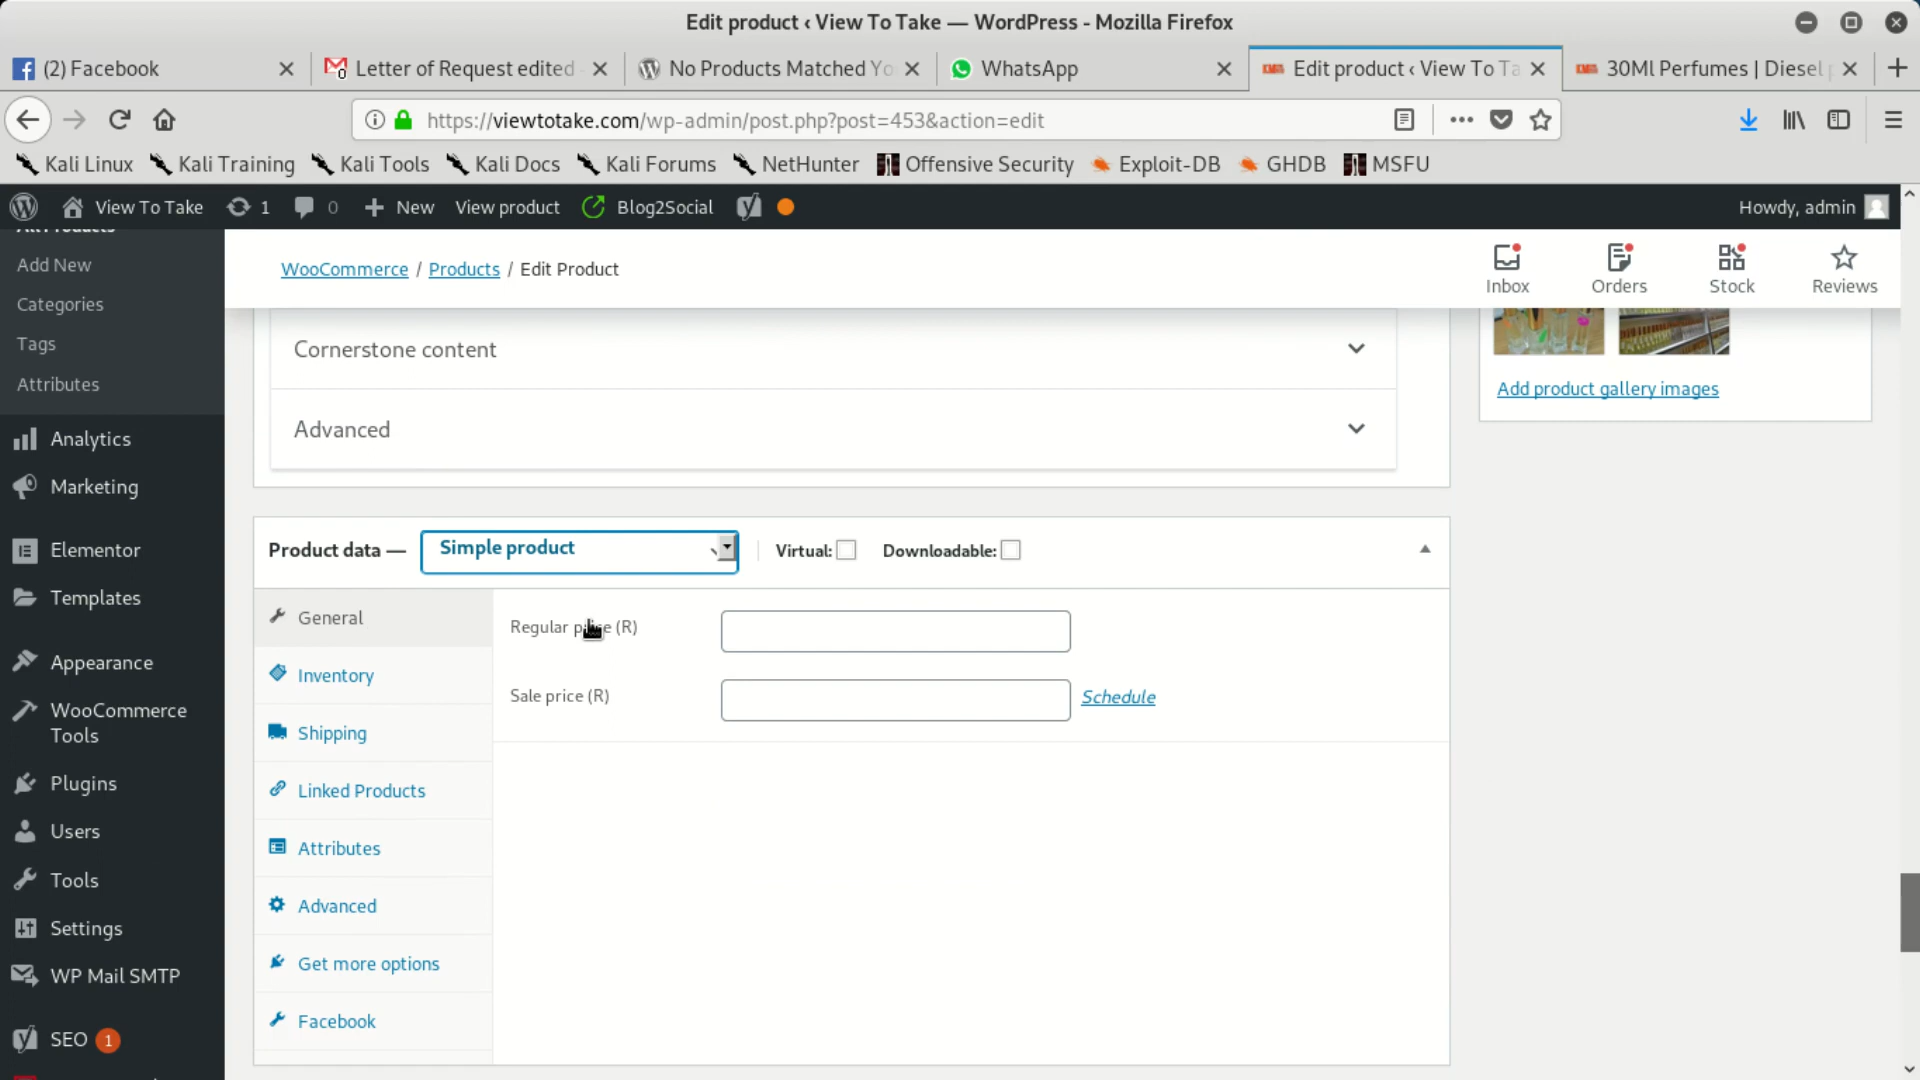 Edit product ‹ View To Take — WordPress - Mozilla Firefox
(2) Facebook
Letter of Request edited
No Products Matched Yo
WhatsApp
Edit product ‹ View To Ta
30Ml Perfumes | Diesel p
https://viewtotake.com/wp-admin/post.php?post=453&action=edit
Kali Linux Kali Training Kali Tools Kali Docs Kali Forums NetHunter Offensive Security Exploit-DB GHDB MSFU
View To Take 1 0 New View product Blog2Social Howdy, admin
All Products
Add New
Categories
Tags
Attributes
Analytics
Marketing
Elementor
Templates
Appearance
WooCommerce
Tools
Plugins
Users
Tools
Settings
WP Mail SMTP
SEO 1
WooCommerce / Products / Edit Product
Inbox
Orders
Stock
Reviews
Cornerstone content
Advanced
Add product gallery images
Product data — Simple product Virtual: Downloadable:
General
Inventory
Shipping
Linked Products
Attributes
Advanced
Get more options
Facebook
Regular price (R)
Sale price (R)
Schedule